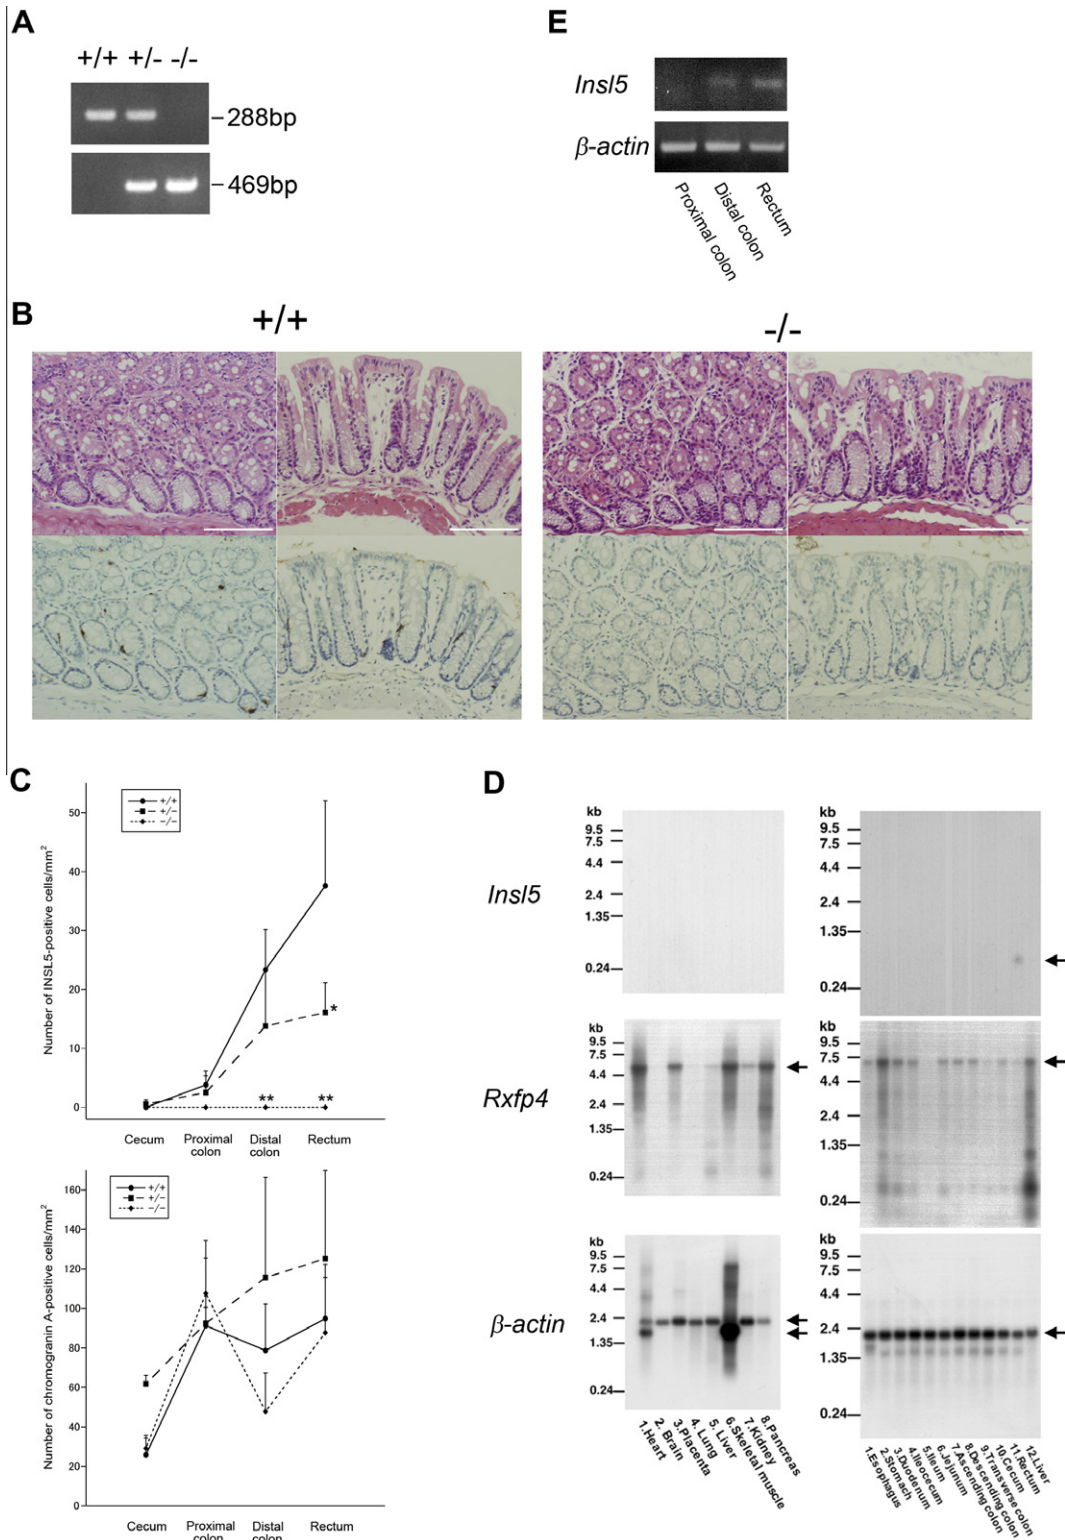 A
+/+ +/- -/-
288bp
469bp
E
Insl5
β-actin
Proximal colon
Distal colon
Rectum
B
+/+
-/-
C
+/+
+/−
−/−
Number of INSL5-positive cells/mm2
50
40
30
20
10
0
*
** **
Cecum
Proximal colon
Distal colon
Rectum
+/+
+/−
−/−
Number of chromogranin A-positive cells/mm2
160
140
120
100
80
60
40
20
0
Cecum
Proximal colon
Distal colon
Rectum
D
Insl5
kb
9.5
7.5
4.4
2.4
1.35
0.24
kb
9.5
7.5
4.4
2.4
1.35
0.24
Rxfp4
kb
9.5
7.5
4.4
2.4
1.35
0.24
kb
9.5
7.5
4.4
2.4
1.35
0.24
β-actin
kb
9.5
7.5
4.4
2.4
1.35
0.24
kb
9.5
7.5
4.4
2.4
1.35
0.24
1.Heart
2. Brain
3.Placenta
4. Lung
5. Liver
6.Skeletal muscle
7.Kidney
8.Pancreas
1.Esophagus
2.Stomach
3.Duodenum
4.Ileocecum
5.Ileum
6.Jejunum
7.Ascending colon
8.Descending colon
9.Transverse colon
10.Cecum
11.Rectum
12.Liver